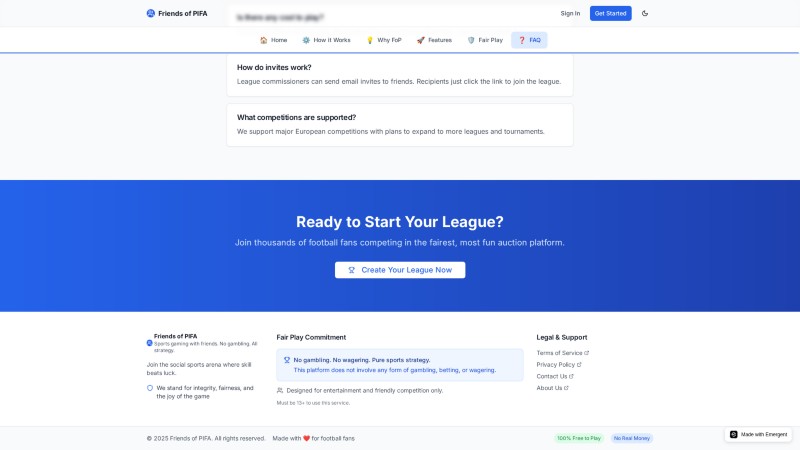 Friends of PIFA
Is there any cost to play?
Sign In
Get Started
🏠 Home
⚙️ How it Works
💡 Why FoP
🚀 Features
🛡️ Fair Play
❓ FAQ
How do invites work?
League commissioners can send email invites to friends. Recipients just click the link to join the league.
What competitions are supported?
We support major European competitions with plans to expand to more leagues and tournaments.
Ready to Start Your League?
Join thousands of football fans competing in the fairest, most fun auction platform.
Create Your League Now
Friends of PIFA
Sports gaming with friends. No gambling. All
strategy.
Join the social sports arena where skill
beats luck.
We stand for integrity, fairness, and
the joy of the game
Fair Play Commitment
No gambling. No wagering. Pure sports strategy.
This platform does not involve any form of gambling, betting, or wagering.
Designed for entertainment and friendly competition only.
Must be 13+ to use this service.
Legal & Support
Terms of Service
Privacy Policy
Contact Us
About Us
© 2025 Friends of PIFA. All rights reserved.
Made with ❤️ for football fans
100% Free to Play
No Real Money
Made with Emergent